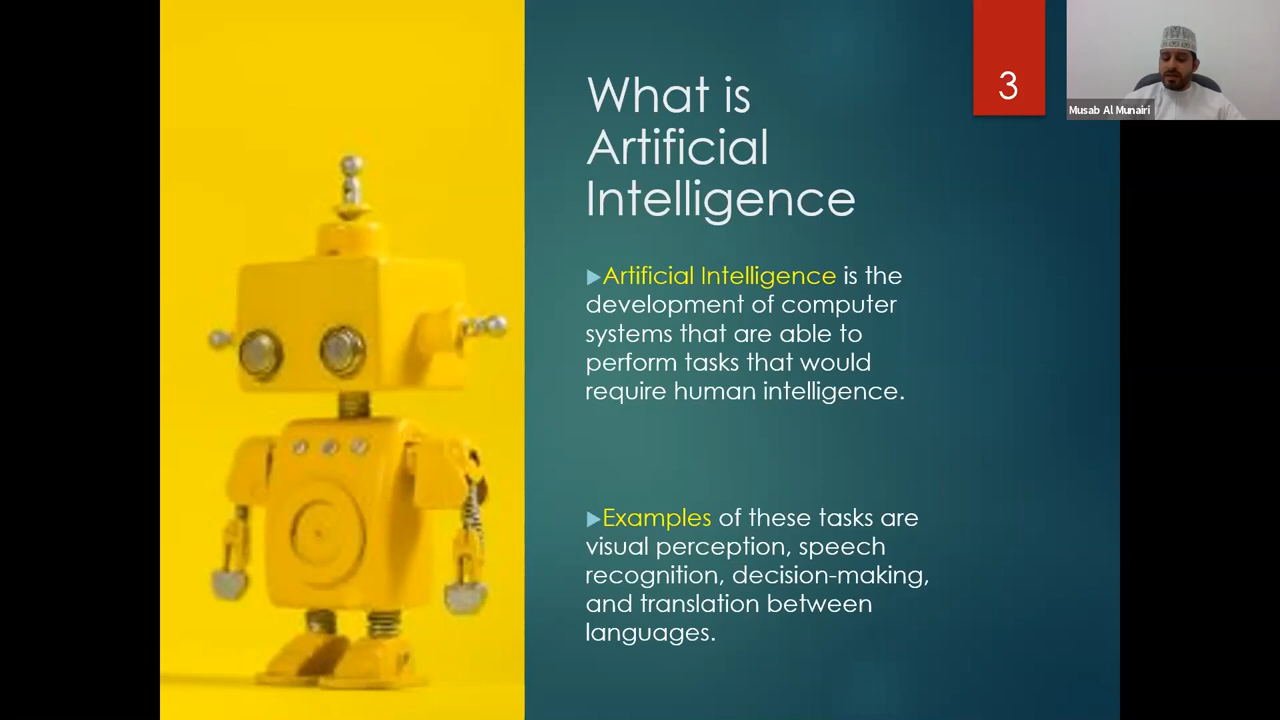 What is
Artificial
Intelligence
3
Musab Al Munairi
▶Artificial Intelligence is the
development of computer
systems that are able to
perform tasks that would
require human intelligence.
▶Examples of these tasks are
visual perception, speech
recognition, decision-making,
and translation between
languages.